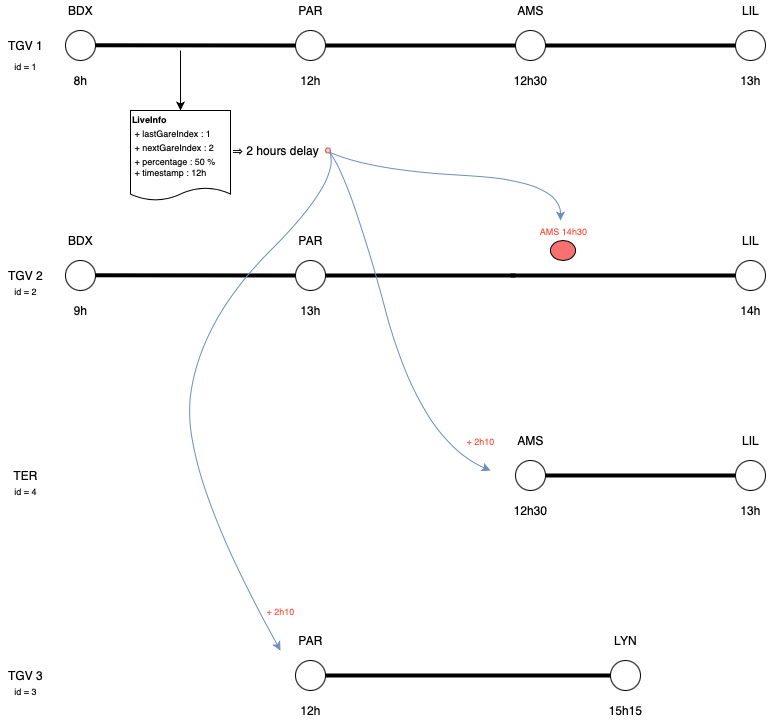 BDX PAR AMS LIL
TGV 1
id = 1
8h 12h 12h30 13h
LiveInfo
+ lastGareIndex : 1
+ nextGareIndex : 2
+ percentage : 50 %
+ timestamp : 12h
⇒ 2 hours delay
AMS 14h30
BDX PAR LIL
TGV 2
id = 2
9h 13h 14h
+ 2h10
AMS LIL
TER
id = 4
12h30 13h
+ 2h10
PAR LYN
TGV 3
id = 3
12h 15h15